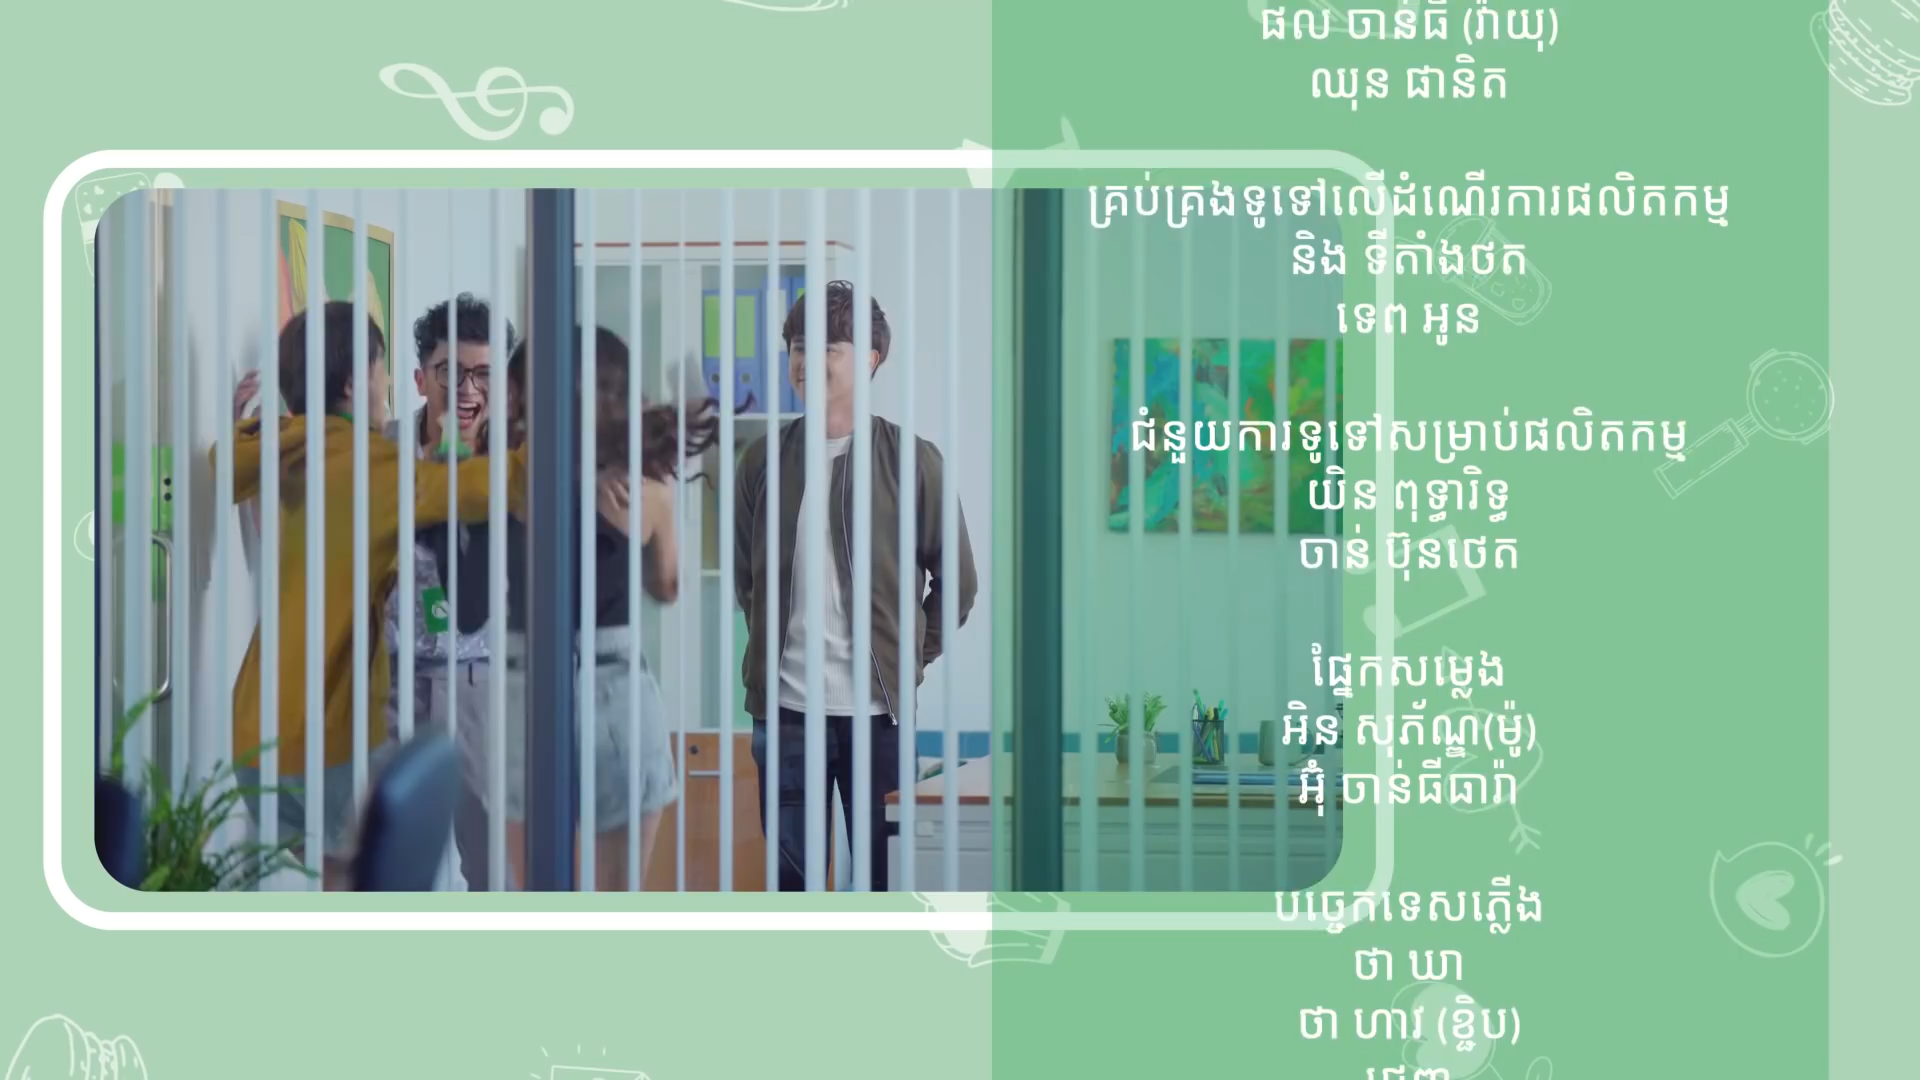 ផល ចាន់ធី (វ៉ាយុ)
ឈុន ផានិត
គ្រប់គ្រងទូទៅលើដំណើរការផលិតកម្ម
និង ទីតាំងថត
ទេព អូន
ជំនួយការទូទៅសម្រាប់ផលិតកម្ម
យិន ពុទ្ធារិទ្ធ
ចាន់ ប៊ុនថេត
ផ្នែកសម្លេង
អិន សុភ័ណ្ឌ(ម៉ូ)
អ៊ុំ ចាន់ធីធារ៉ា
បច្ចេកទេសភ្លើង
ថា ឃា
ថា ហាវ (ខ្ជិប)